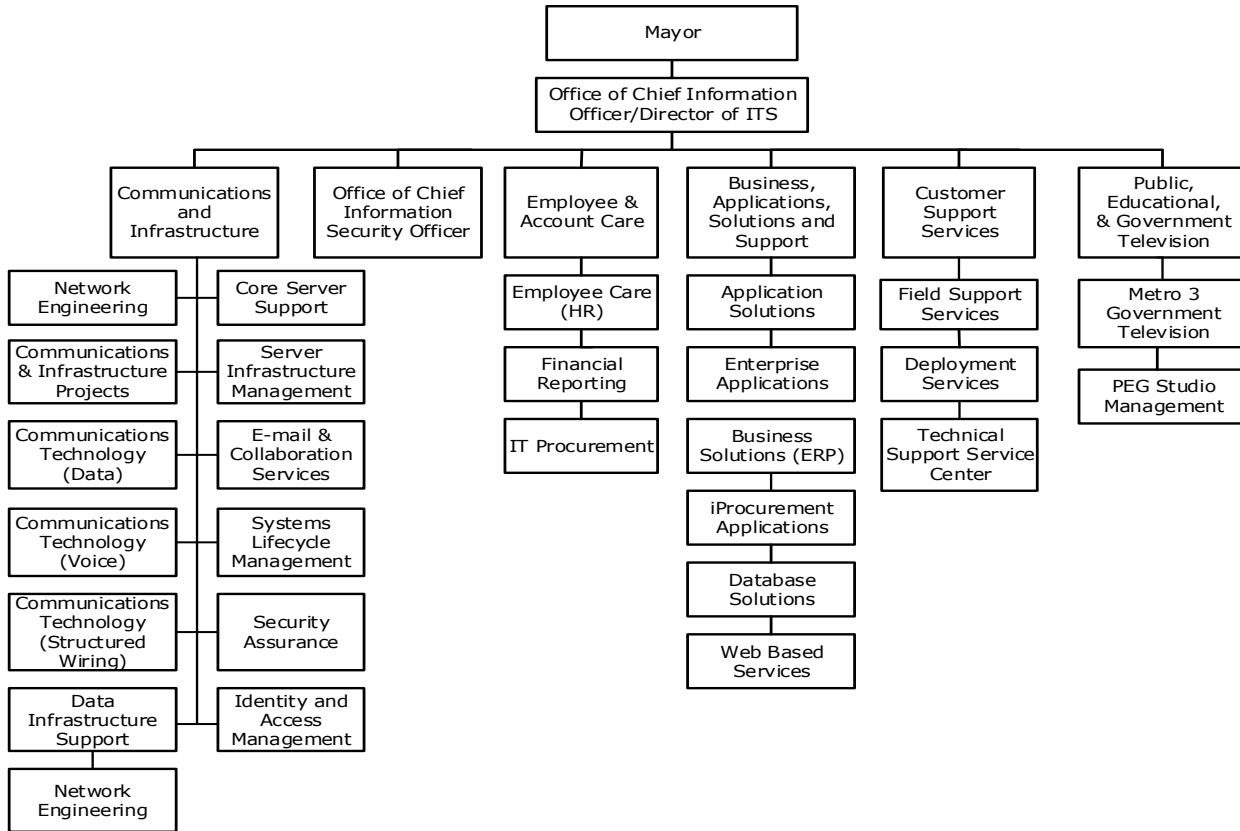 Mayor
Office of Chief Information
Officer/Director of ITS
Communications
and
Infrastructure
Office of Chief
Information
Security Officer
Employee &
Account Care
Business,
Applications,
Solutions and
Support
Customer
Support
Services
Public,
Educational,
& Government
Television
Network
Engineering
Core Server
Support
Communications
& Infrastructure
Projects
Server
Infrastructure
Management
Communications
Technology
(Data)
E-mail &
Collaboration
Services
Communications
Technology
(Voice)
Systems
Lifecycle
Management
Communications
Technology
(Structured
Wiring)
Security
Assurance
Data
Infrastructure
Support
Identity and
Access
Management
Network
Engineering
Employee Care
(HR)
Financial
Reporting
IT Procurement
Application
Solutions
Enterprise
Applications
Business
Solutions (ERP)
iProcurement
Applications
Database
Solutions
Web Based
Services
Field Support
Services
Deployment
Services
Technical
Support Service
Center
Metro 3
Government
Television
PEG Studio
Management